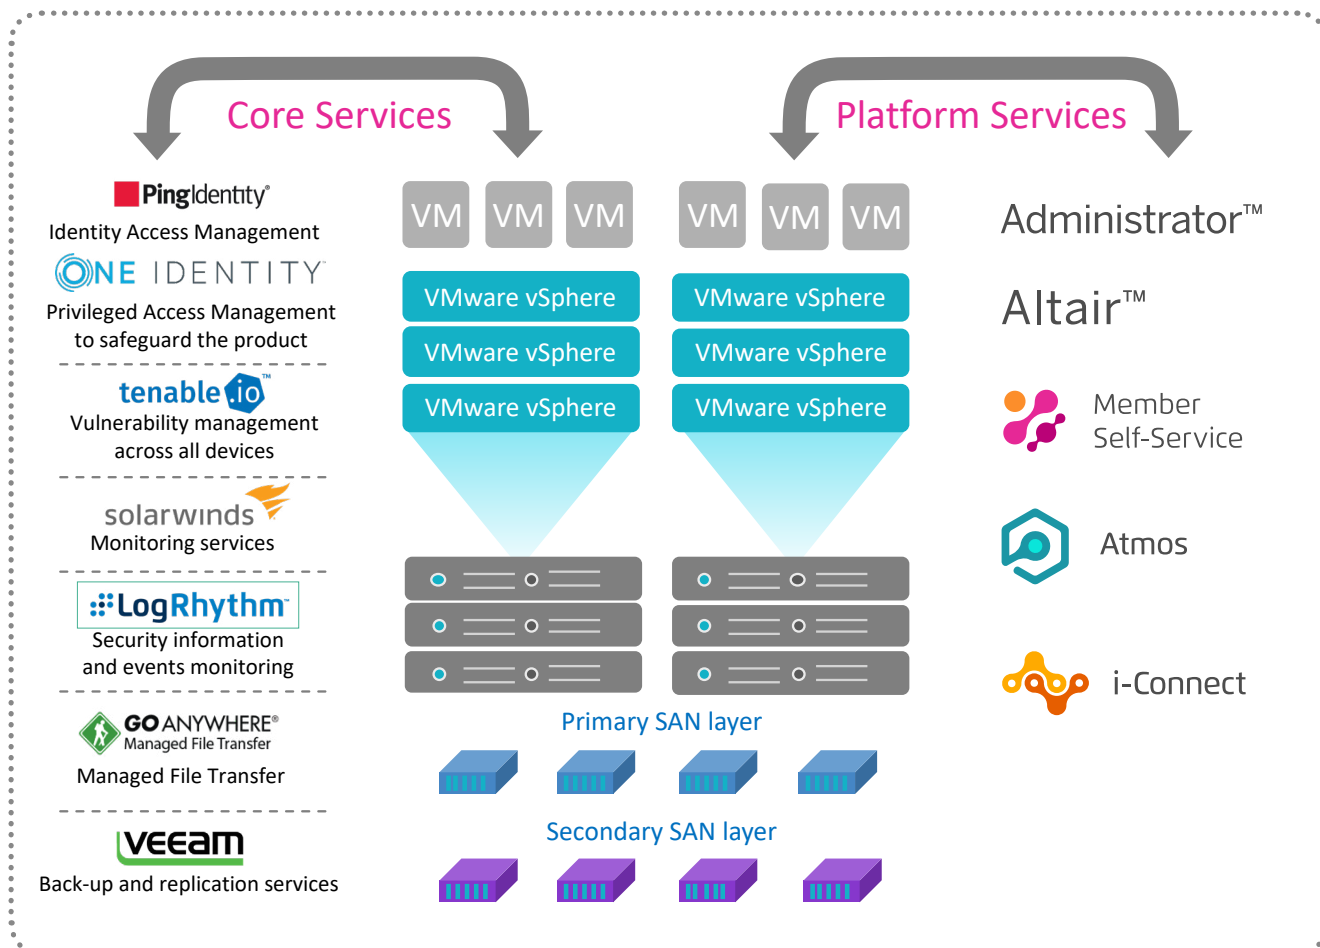 Core Services
Platform Services
PingIdentity®
Identity Access Management
ONE IDENTITY™
Privileged Access Management
to safeguard the product
tenable.io™
Vulnerability management
across all devices
solarwinds
Monitoring services
LogRhythm™
Security information
and events monitoring
GO ANYWHERE®
Managed File Transfer
Managed File Transfer
veeam
Back-up and replication services
VM VM VM
VMware vSphere
VMware vSphere
VMware vSphere
VM VM VM
VMware vSphere
VMware vSphere
VMware vSphere
Primary SAN layer
Secondary SAN layer
Administrator™
Altair™
Member
Self-Service
Atmos
i-Connect